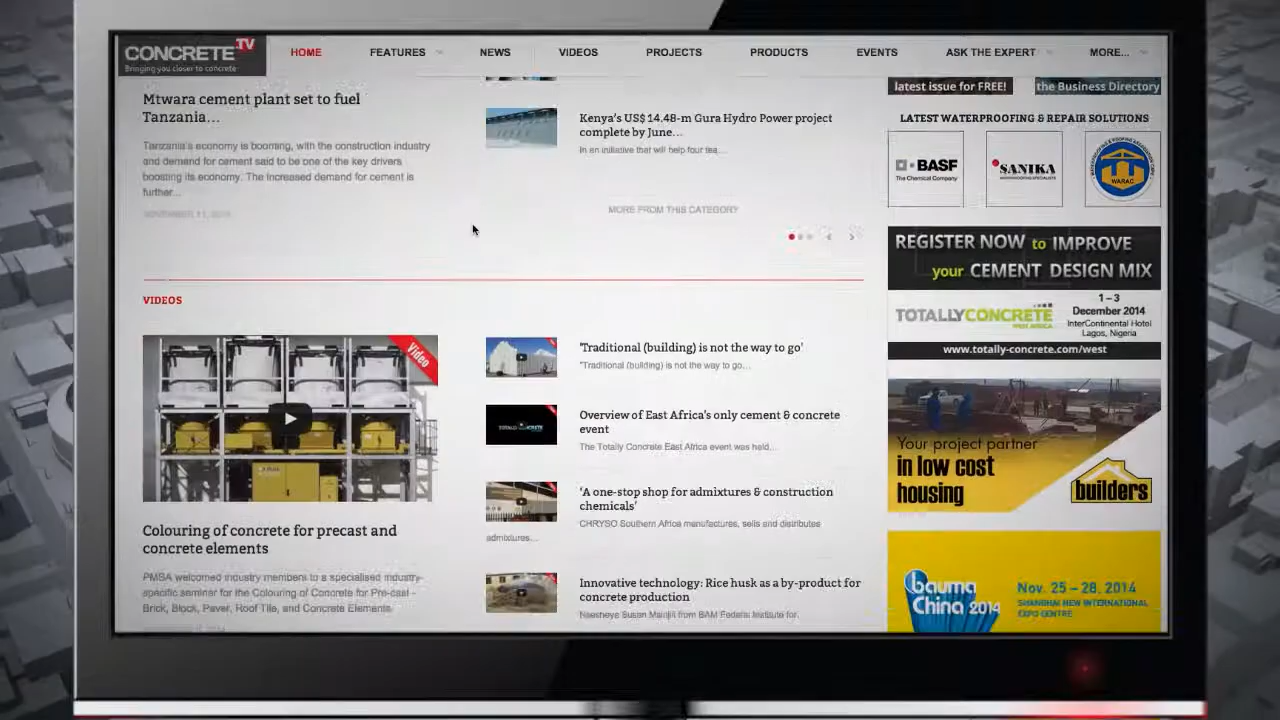 CONCRETE.TV
Bringing you closer to concrete
HOME
FEATURES
NEWS
VIDEOS
PROJECTS
PRODUCTS
EVENTS
ASK THE EXPERT
MORE...
Mtwara cement plant set to fuel
Tanzania...
Tanzania's economy is booming, with the construction industry
and demand for cement said to be one of the key drivers
boosting its economy. The increased demand for cement is
further...
NOVEMBER 11,
Kenya's US$ 14.48-m Gura Hydro Power project
complete by June...
In an initiative that will help four tea...
MORE FROM THIS CATEGORY
VIDEOS
Video
Colouring of concrete for precast and
concrete elements
PMSA welcomed industry members to a specialised industry-
specific seminar for the Colouring of Concrete for Pre-cast -
Brick, Block, Paver, Roof Tile, and Concrete Elements
'Traditional (building) is not the way to go'
"Traditional (building) is not the way to go...
TOTALLY CONCRETE
Overview of East Africa's only cement & concrete
event
The Totally Concrete East Africa event was held...
'A one-stop shop for admixtures & construction
chemicals'
CHRYSO Southern Africa manufactures, sells and distributes
admixtures...
Innovative technology: Rice husk as a by-product for
concrete production
Susan from BAM Federal Institute for
latest issue for FREE!
the Business Directory
LATEST WATERPROOFING & REPAIR SOLUTIONS
BASF
The Chemical Company
SANIKA
WATERPROOFING SPECIALISTS
WARAC
REGISTER NOW to IMPROVE
your CEMENT DESIGN MIX
TOTALLYCONCRETE
WEST AFRICA
1 – 3
December 2014
InterContinental Hotel
Lagos, Nigeria
www.totally-concrete.com/west
Your project partner
in low cost
housing
builders
bauma
China 2014
Nov. 25 – 28, 2014
SHANGHAI NEW INTERNATIONAL
EXPO CENTRE